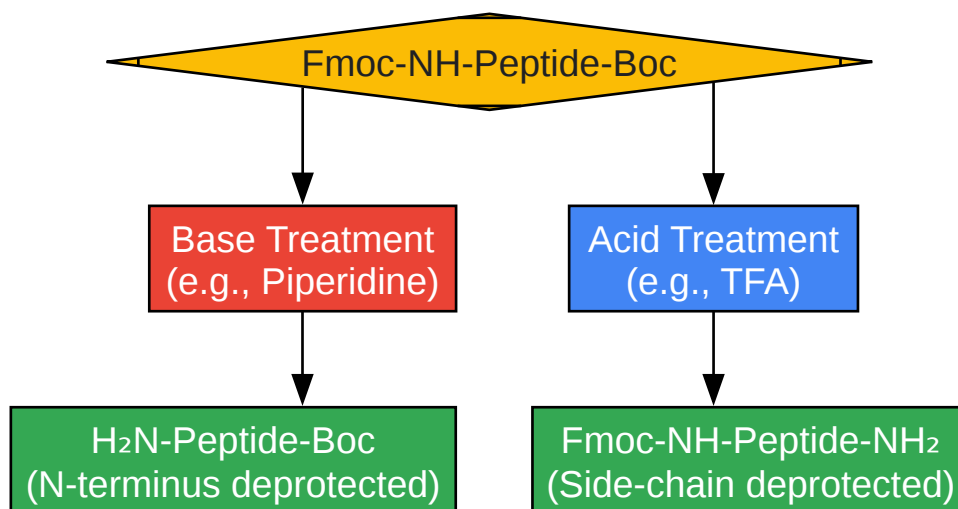 Fmoc-NH-Peptide-Boc
Base Treatment
(e.g., Piperidine)
Acid Treatment
(e.g., TFA)
H₂N-Peptide-Boc
(N-terminus deprotected)
Fmoc-NH-Peptide-NH₂
(Side-chain deprotected)